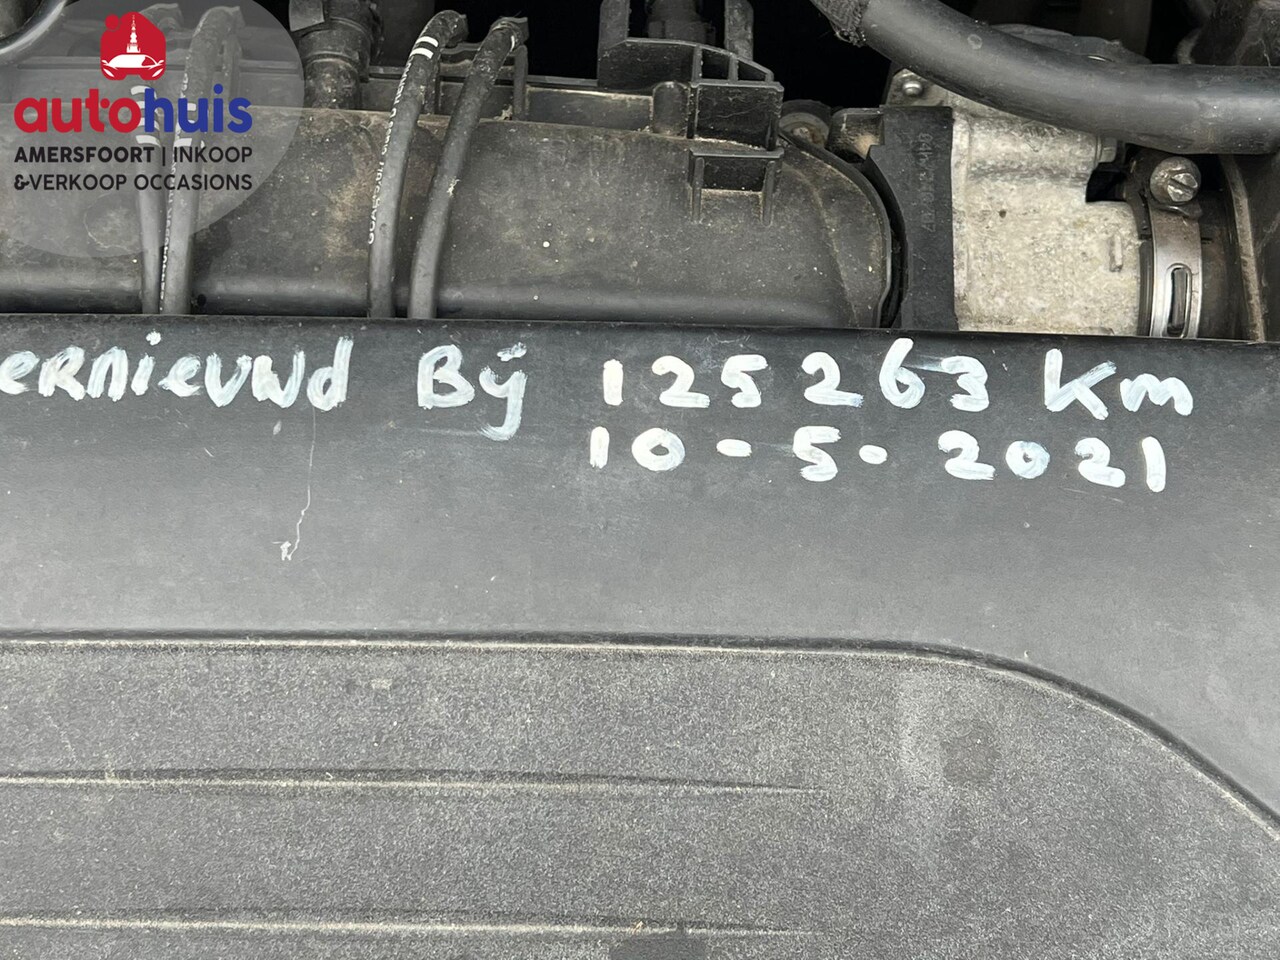 autohuis
AMERSFOORT | INKOOP
&VERKOOP OCCASIONS
ERNIEUWD Bij 125263 Km
10-5-2021